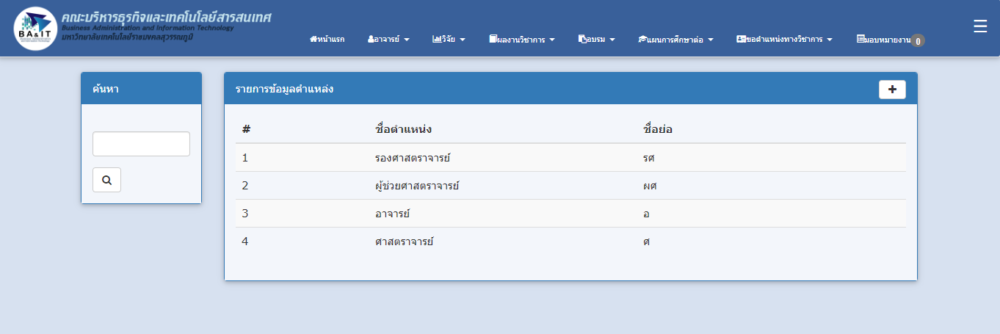 คณะบริหารธุรกิจและเทคโนโลยีสารสนเทศ
Business Administration and Information Technology
มหาวิทยาลัยเทคโนโลยีราชมงคลสุวรรณภูมิ
BA&IT
หน้าแรก อาจารย์ วิจัย ผลงานวิชาการ อบรม แผนการศึกษาต่อ ขอตำแหน่งทางวิชาการ มอบหมายงาน 0
ค้นหา
รายการข้อมูลตำแหล่ง
# ชื่อตำแหน่ง ชื่อย่อ
1 รองศาสตราจารย์ รศ
2 ผู้ช่วยศาสตราจารย์ ผศ
3 อาจารย์ อ
4 ศาสตราจารย์ ศ